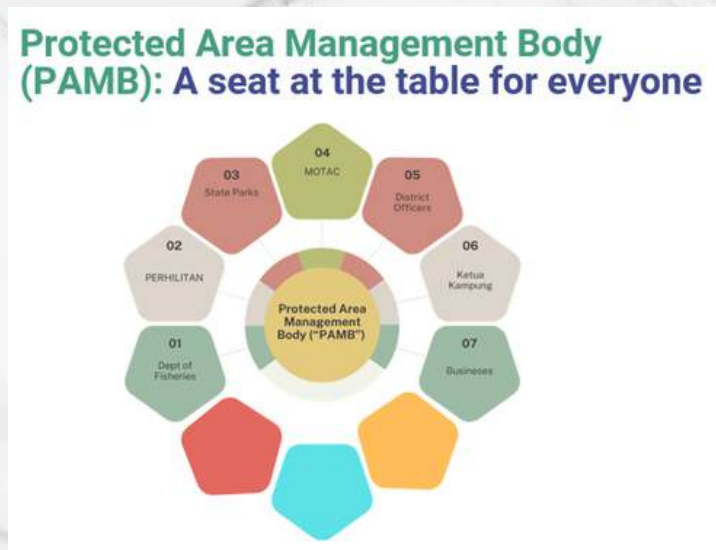 Protected Area Management Body
(PAMB): A seat at the table for everyone
04
MOTAC
03
State Parks
05
District
Officers
02
PERHILITAN
06
Ketua
Kampung
Protected Area
Management
Body ("PAMB")
01
Dept of
Fisheries
07
Busineses